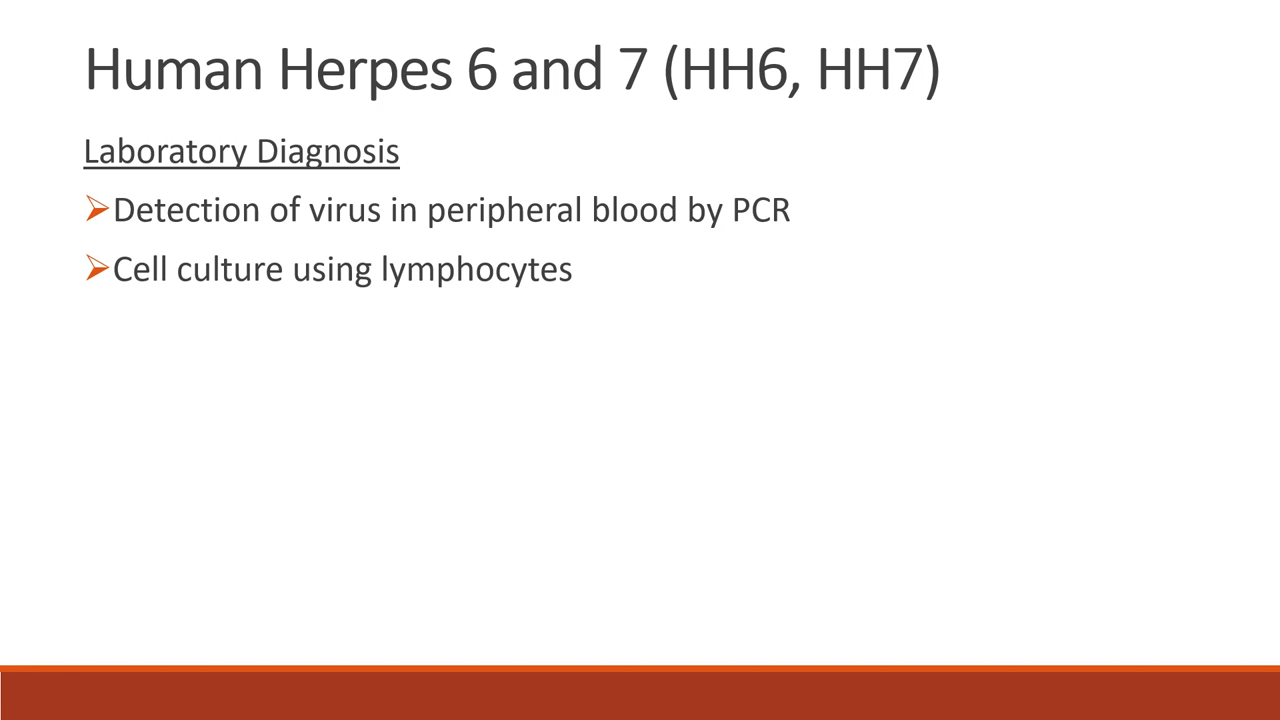 Human Herpes 6 and 7 (HH6, HH7)
Laboratory Diagnosis
➢Detection of virus in peripheral blood by PCR
➢Cell culture using lymphocytes